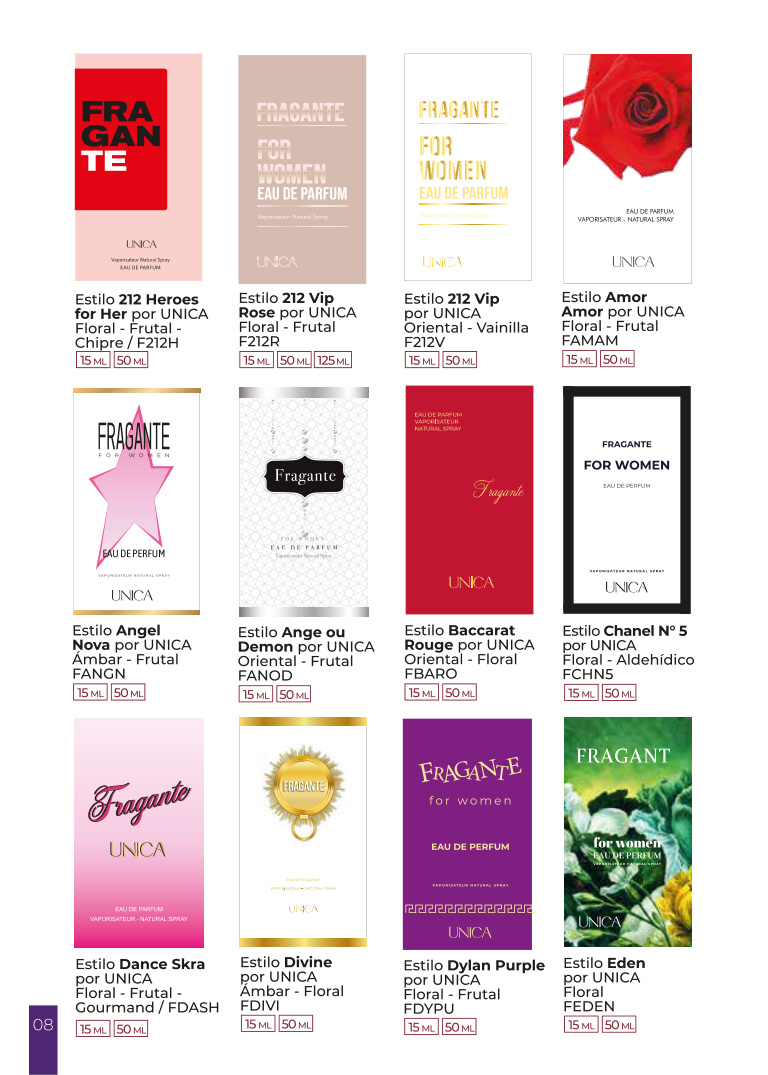 FRA
GAN
TE
UNICA
Vaporisateur Natural Spray
EAU DE PARFUM
Estilo 212 Heroes
for Her por UNICA
Floral - Frutal -
Chipre / F212H
15 ML 50 ML
FRAGANTE
FOR
WOMEN
EAU DE PARFUM
Vaporisateur Natural Spray
UNICA
Estilo 212 Vip
Rose por UNICA
Floral - Frutal
F212R
15 ML 50 ML 125 ML
FRAGANTE
FOR
WOMEN
EAU DE PARFUM
Vaporisateur Natural Spray
UNICA
Estilo 212 Vip
por UNICA
Oriental - Vainilla
F212V
15 ML 50 ML
EAU DE PARFUM
VAPORISATEUR - NATURAL SPRAY
UNICA
Estilo Amor
Amor por UNICA
Floral - Frutal
FAMAM
15 ML 50 ML
FRAGANTE
FOR WOMEN
EAU DE PERFUM
VAPORISATEUR NATURAL SPRAY
UNICA
Estilo Angel
Nova por UNICA
Ámbar - Frutal
FANGN
15 ML 50 ML
Fragante
FOR WOMEN
EAU DE PARFUM
Vaporisateur Natural Spray
Estilo Ange ou
Demon por UNICA
Oriental - Frutal
FANOD
15 ML 50 ML
EAU DE PARFUM
VAPORISATEUR
NATURAL SPRAY
Fragante
UNICA
Estilo Baccarat
Rouge por UNICA
Oriental - Floral
FBARO
15 ML 50 ML
FRAGANTE
FOR WOMEN
EAU DE PERFUM
VAPORISATEUR NATURAL SPRAY
UNICA
Estilo Chanel N° 5
por UNICA
Floral - Aldehídico
FCHN5
15 ML 50 ML
Fragante
UNICA
EAU DE PARFUM
VAPORISATEUR - NATURAL SPRAY
Estilo Dance Skra
por UNICA
Floral - Frutal -
Gourmand / FDASH
15 ML 50 ML
FRAGANTE
EAU DE PARFUM
VAPORISATEUR - NATURAL SPRAY
UNICA
Estilo Divine
por UNICA
Ámbar - Floral
FDIVI
15 ML 50 ML
FRAGANTE
for women
EAU DE PERFUM
VAPORISATEUR NATURAL SPRAY
UNICA
Estilo Dylan Purple
por UNICA
Floral - Frutal
FDYPU
15 ML 50 ML
FRAGANT
for women
EAU DE PERFUM
VAPORISATEUR NATURAL SPRAY
UNICA
Estilo Eden
por UNICA
Floral
FEDEN
15 ML 50 ML
08